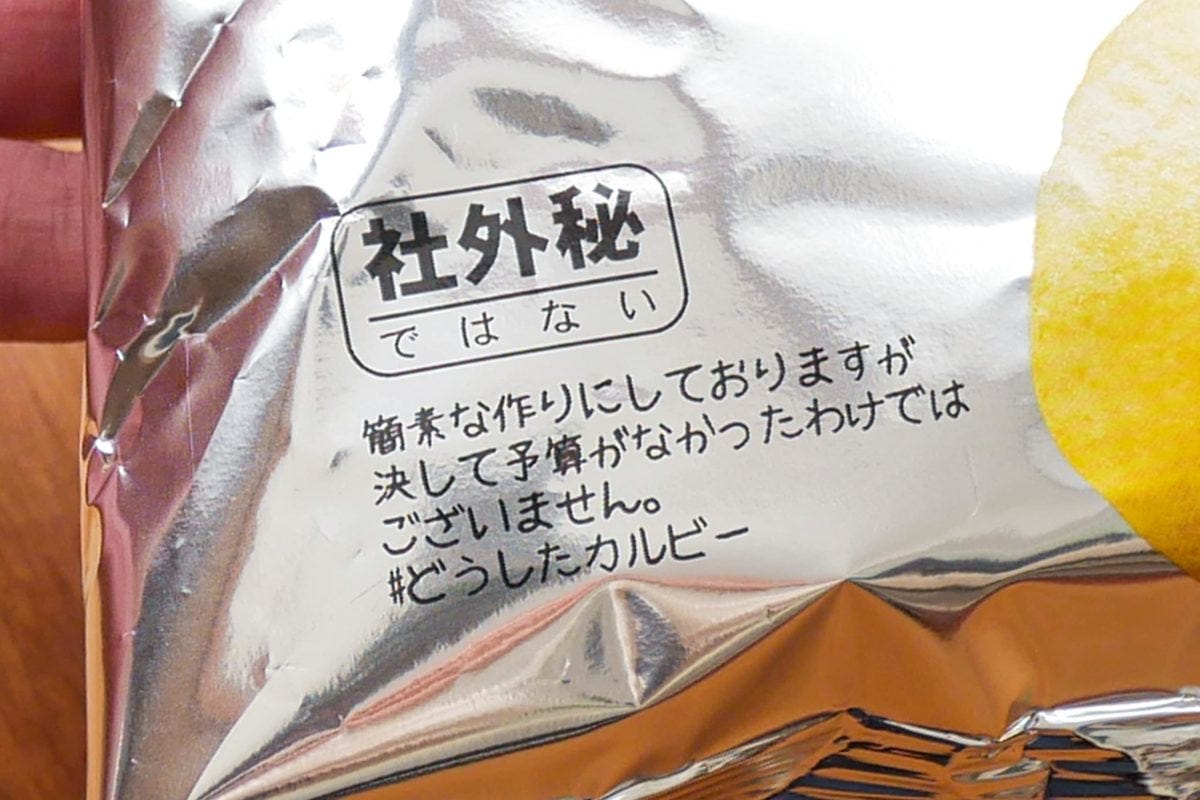 社外秘
ではない
簡素な作りにしておりますが
決して予算がなかったわけでは
ございません。
#どうしたカルビー